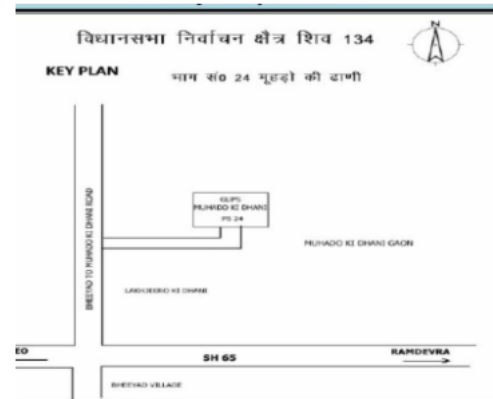 विधानसभा निर्वाचन क्षैत्र शिव 134
N
KEY PLAN
भाग सं0 24 मूहड़ो की ढाणी
BHEEYAD TO MUHADO KI DHANI ROAD
GUPS
MUHADO KI DHANI
PS 24
MUHADO KI DHANI GAON
KI DHANI
EO
SH 65
RAMDEVRA
BHEEYAD VILLAGE